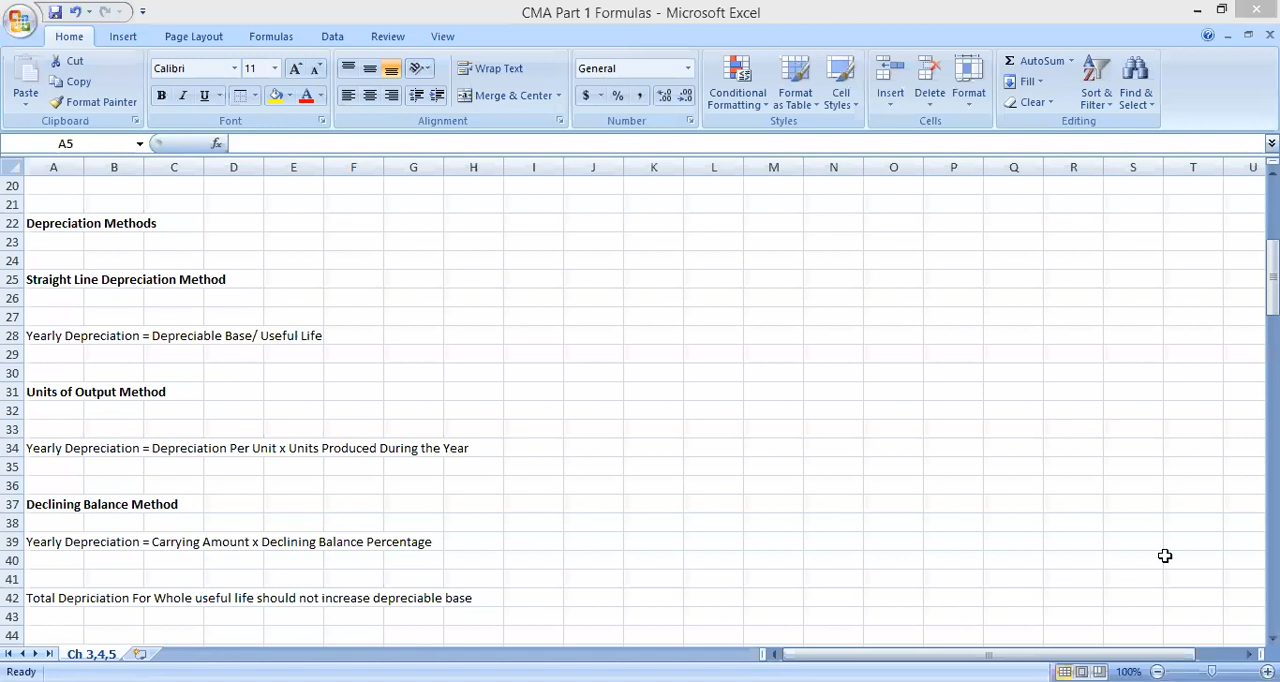 CMA Part 1 Formulas - Microsoft Excel
Home Insert Page Layout Formulas Data Review View
Paste
Cut
Copy
Format Painter
Clipboard
Calibri 11 A A
B I U A
Font
Wrap Text
Merge & Center
Alignment
General
$ % , .00 .00
Number
Conditional Formatting
Format as Table
Cell Styles
Styles
Insert Delete Format
Cells
Σ AutoSum
Fill
Clear
Sort & Filter
Find & Select
Editing
A5 fx
A B C D E F G H I J K L M N O P Q R S T U
20
21
22 Depreciation Methods
23
24
25 Straight Line Depreciation Method
26
27
28 Yearly Depreciation = Depreciable Base/ Useful Life
29
30
31 Units of Output Method
32
33
34 Yearly Depreciation = Depreciation Per Unit x Units Produced During the Year
35
36
37 Declining Balance Method
38
39 Yearly Depreciation = Carrying Amount x Declining Balance Percentage
40
41
42 Total Depriciation For Whole useful life should not increase depreciable base
43
44
Ch 3,4,5
Ready 100%